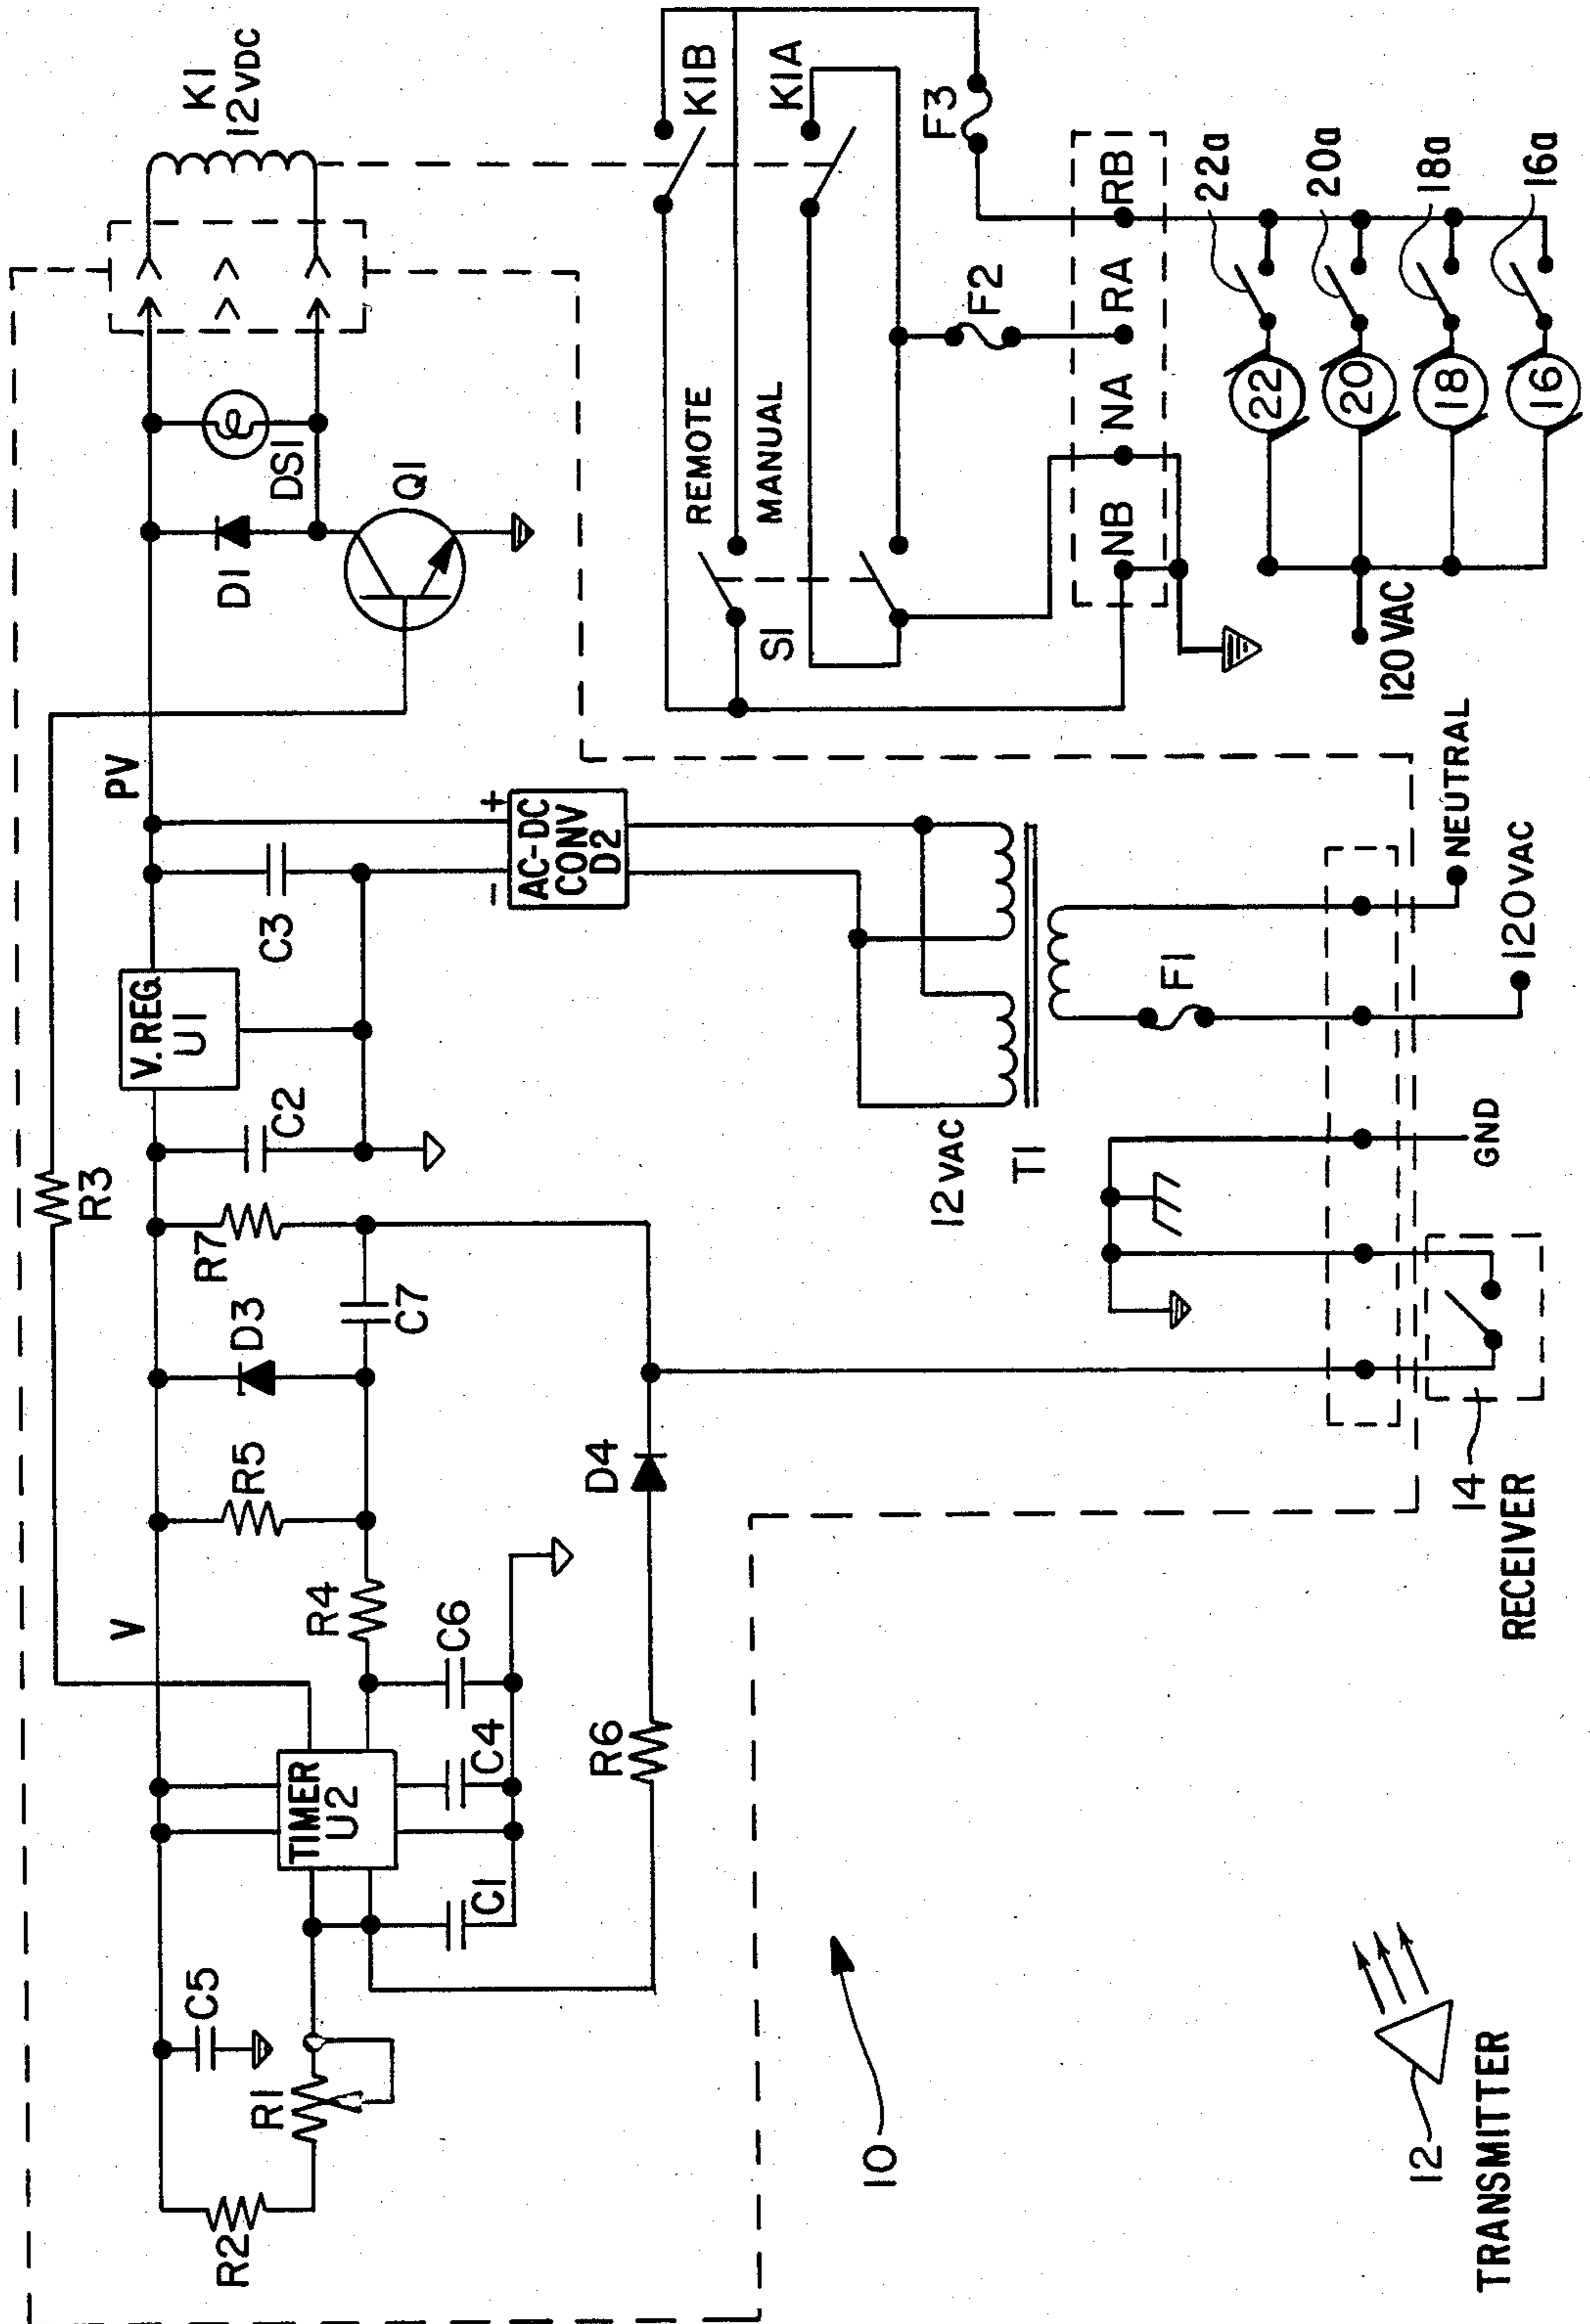 K1
12VDC
PV
V
R3
D1
DS1
Q1
V. REG
U1
C3
C2
R7
D3
C7
R5
R4
C6
C4
TIMER
U2
C1
C5
R1
R2
R6
D4
+
−
AC-DC
CONV
D2
12VAC
T1
F1
NEUTRAL
120VAC
GND
14
RECEIVER
K1B
K1A
REMOTE
MANUAL
S1
F3
F2
NB NA RA RB1
22a
20a
18a
16a
22
20
18
16
120 VAC
10
12
TRANSMITTER